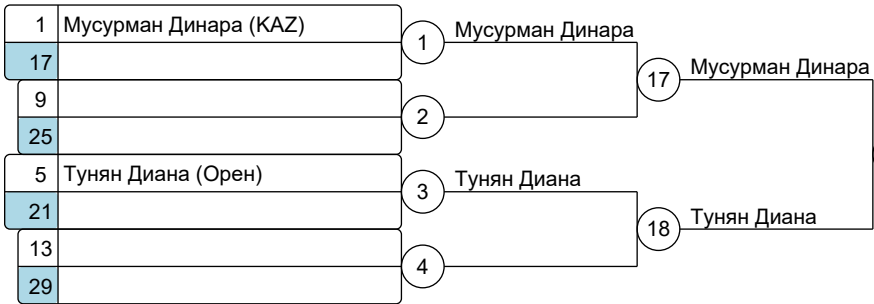 1 Мусурман Динара (KAZ)
17
1 Мусурман Динара
9
25
2
17 Мусурман Динара
5 Тунян Диана (Орен)
21
3 Тунян Диана
13
29
4
18 Тунян Диана